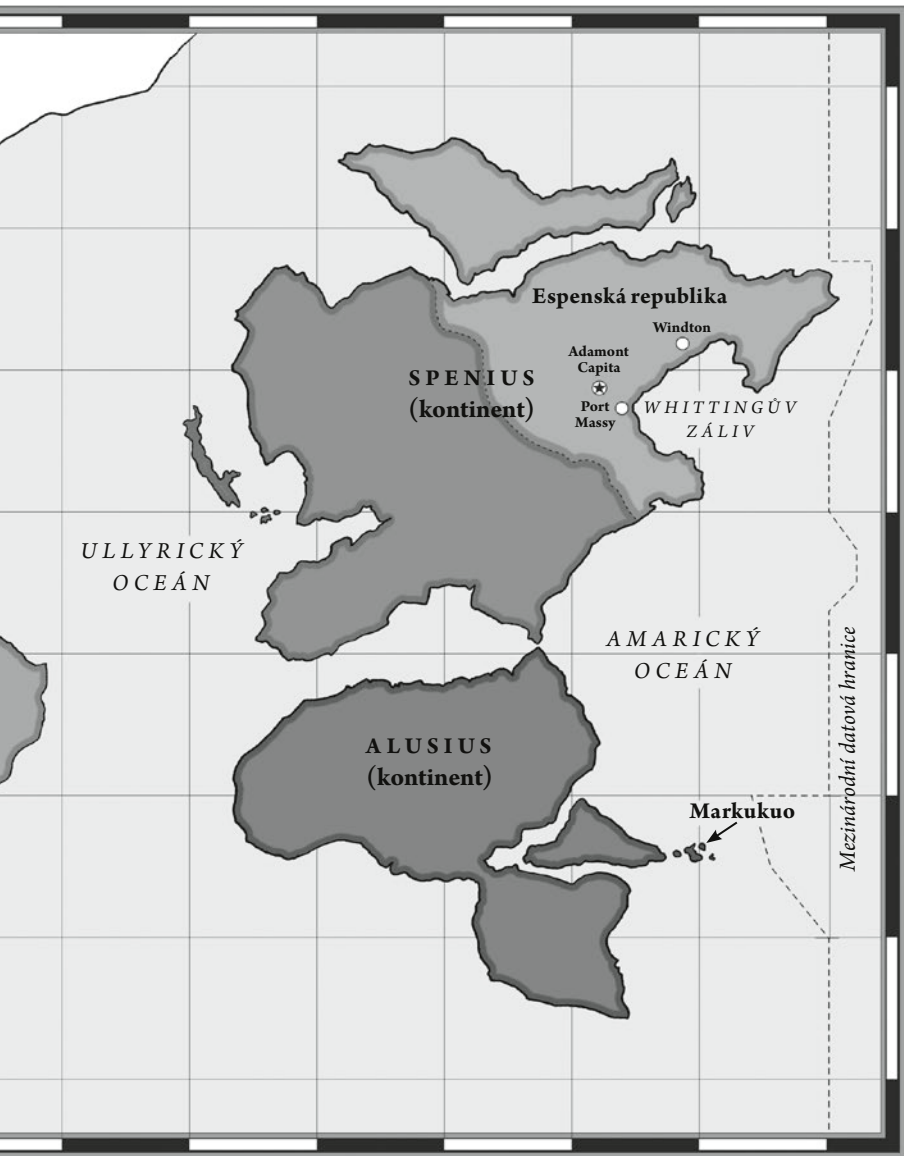 Espenská republika
Windton
Adamont
Capita
SPENIUS
(kontinent)
Port
Massy
WHITTINGŮV
ZÁLIV
ULLYRICKÝ
OCEÁN
AMARICKÝ
OCEÁN
Mezinárodní datová hranice
ALUSIUS
(kontinent)
Markukuo